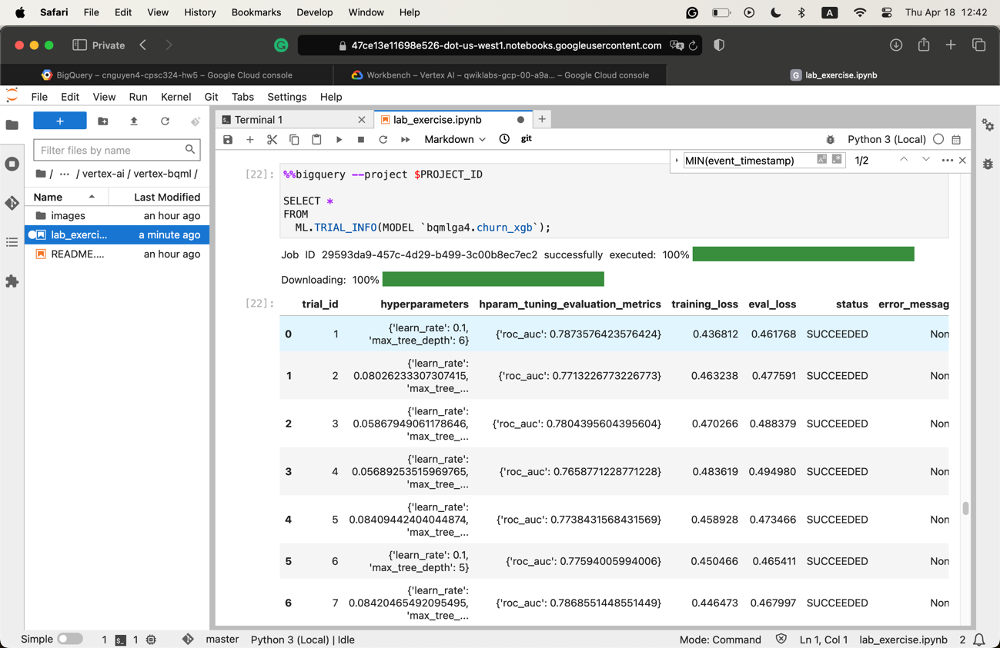 Safari File Edit View History Bookmarks Develop Window Help A Thu Apr 18 12:42
Private 47ce13e11698e526-dot-us-west1.notebooks.googleusercontent.com
BigQuery – cnguyen4-cpsc324-hw5 – Google Cloud console Workbench – Vertex AI – qwiklabs-gcp-00-a9a... – Google Cloud console G lab_exercise.ipynb
File Edit View Run Kernel Git Tabs Settings Help
+ Terminal 1 lab_exercise.ipynb
Filter files by name Markdown git Python 3 (Local)
/ ··· / vertex-ai / vertex-bqml / MIN(event_timestamp) 1/2
Name Last Modified
images an hour ago
lab_exerci... a minute ago
README.... an hour ago
[22]: %%bigquery --project $PROJECT_ID
SELECT *
FROM
ML.TRIAL_INFO(MODEL `bqmlga4.churn_xgb`);
Job ID 29593da9-457c-4d29-b499-3c00b8ec7ec2 successfully executed: 100%
Downloading: 100%
[22]: trial_id hyperparameters hparam_tuning_evaluation_metrics training_loss eval_loss status error_messag
0 1 {'learn_rate': 0.1, 'max_tree_depth': 6} {'roc_auc': 0.7873576423576424} 0.436812 0.461768 SUCCEEDED Non
1 2 {'learn_rate': 0.08026233307307415, 'max_tree_... {'roc_auc': 0.7713226773226773} 0.463238 0.477591 SUCCEEDED Non
2 3 {'learn_rate': 0.05867949061178646, 'max_tree_... {'roc_auc': 0.7804395604395604} 0.470266 0.488379 SUCCEEDED Non
3 4 {'learn_rate': 0.05689253515969765, 'max_tree_... {'roc_auc': 0.7658771228771228} 0.483619 0.494980 SUCCEEDED Non
4 5 {'learn_rate': 0.08409442404044874, 'max_tree_... {'roc_auc': 0.7738431568431569} 0.458928 0.473466 SUCCEEDED Non
5 6 {'learn_rate': 0.1, 'max_tree_depth': 5} {'roc_auc': 0.77594005994006} 0.450466 0.465411 SUCCEEDED Non
6 7 {'learn_rate': 0.08420465492095495, 'max_tree_... {'roc_auc': 0.7868551448551449} 0.446473 0.467997 SUCCEEDED Non
Simple 1 $_ 1 master Python 3 (Local) | Idle Mode: Command Ln 1, Col 1 lab_exercise.ipynb 2